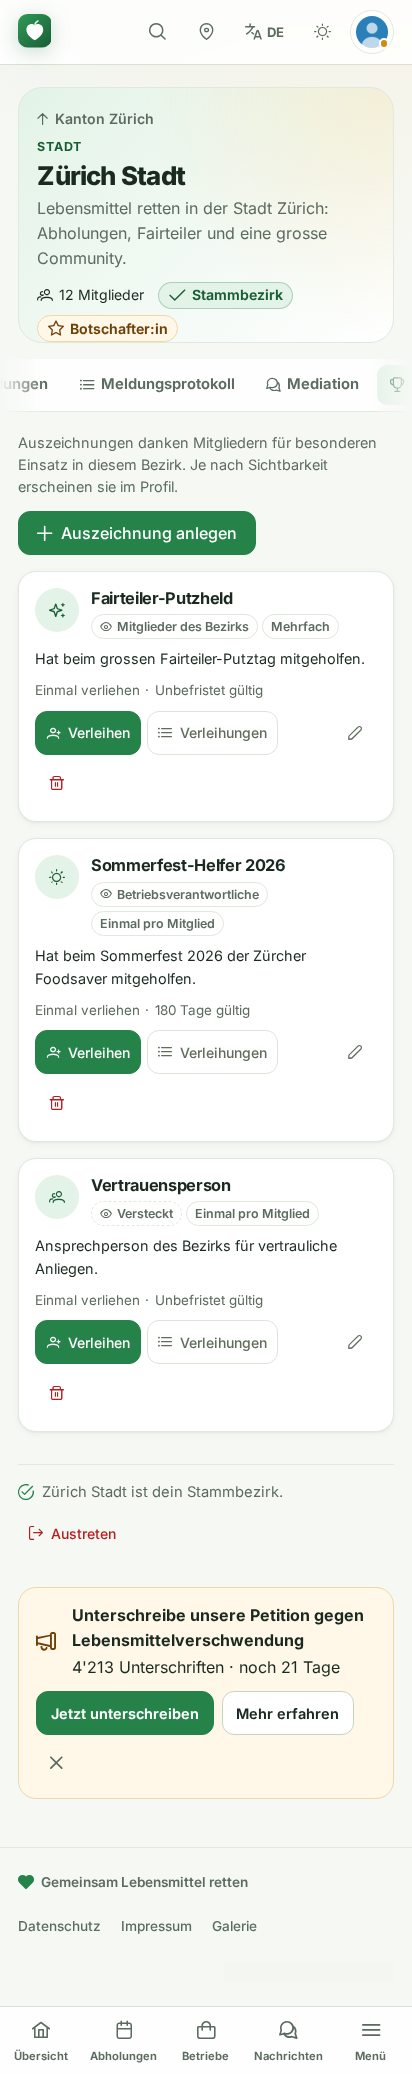 DE
Kanton Zürich
STADT
Zürich Stadt
Lebensmittel retten in der Stadt Zürich:
Abholungen, Fairteiler und eine grosse
Community.
12 Mitglieder Stammbezirk
Botschafter:in
Meldungsprotokoll Mediation
Auszeichnungen danken Mitgliedern für besonderen
Einsatz in diesem Bezirk. Je nach Sichtbarkeit
erscheinen sie im Profil.
Auszeichnung anlegen
Fairteiler-Putzheld
Mitglieder des Bezirks Mehrfach
Hat beim grossen Fairteiler-Putztag mitgeholfen.
Einmal verliehen · Unbefristet gültig
Verleihen Verleihungen
Sommerfest-Helfer 2026
Betriebsverantwortliche
Einmal pro Mitglied
Hat beim Sommerfest 2026 der Zürcher
Foodsaver mitgeholfen.
Einmal verliehen · 180 Tage gültig
Verleihen Verleihungen
Vertrauensperson
Versteckt Einmal pro Mitglied
Ansprechperson des Bezirks für vertrauliche
Anliegen.
Einmal verliehen · Unbefristet gültig
Verleihen Verleihungen
Zürich Stadt ist dein Stammbezirk.
Austreten
Unterschreibe unsere Petition gegen
Lebensmittelverschwendung
4'213 Unterschriften · noch 21 Tage
Jetzt unterschreiben Mehr erfahren
Gemeinsam Lebensmittel retten
Datenschutz Impressum Galerie
Übersicht Abholungen Betriebe Nachrichten Menü